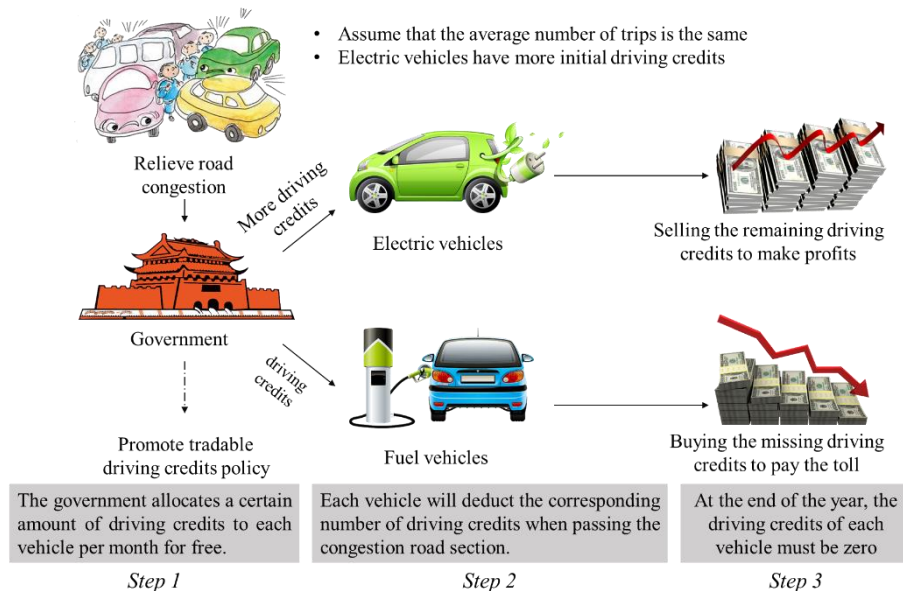 • Assume that the average number of trips is the same
• Electric vehicles have more initial driving credits
Relieve road
congestion
More driving
credits
Electric vehicles
Selling the remaining driving
credits to make profits
Government
driving
credits
Promote tradable
driving credits policy
Fuel vehicles
Buying the missing driving
credits to pay the toll
The government allocates a certain
amount of driving credits to each
vehicle per month for free.
Each vehicle will deduct the corresponding
number of driving credits when passing the
congestion road section.
At the end of the year, the
driving credits of each
vehicle must be zero
Step 1
Step 2
Step 3